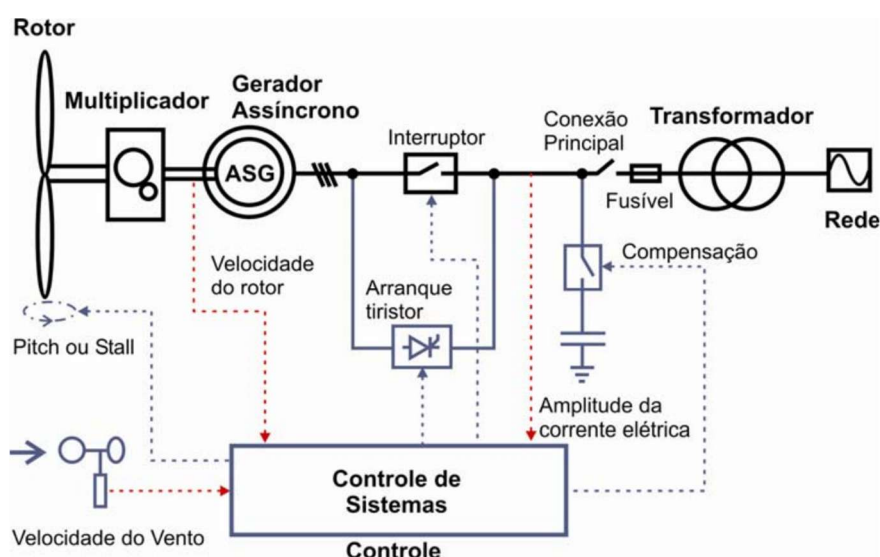 Rotor
Multiplicador
Gerador
Assíncrono
ASG
Interruptor
Conexão
Principal
Transformador
Fusível
Rede
Velocidade
do rotor
Arranque
tiristor
Compensação
Pitch ou Stall
Amplitude da
corrente elétrica
Controle de
Sistemas
Velocidade do Vento
Controle